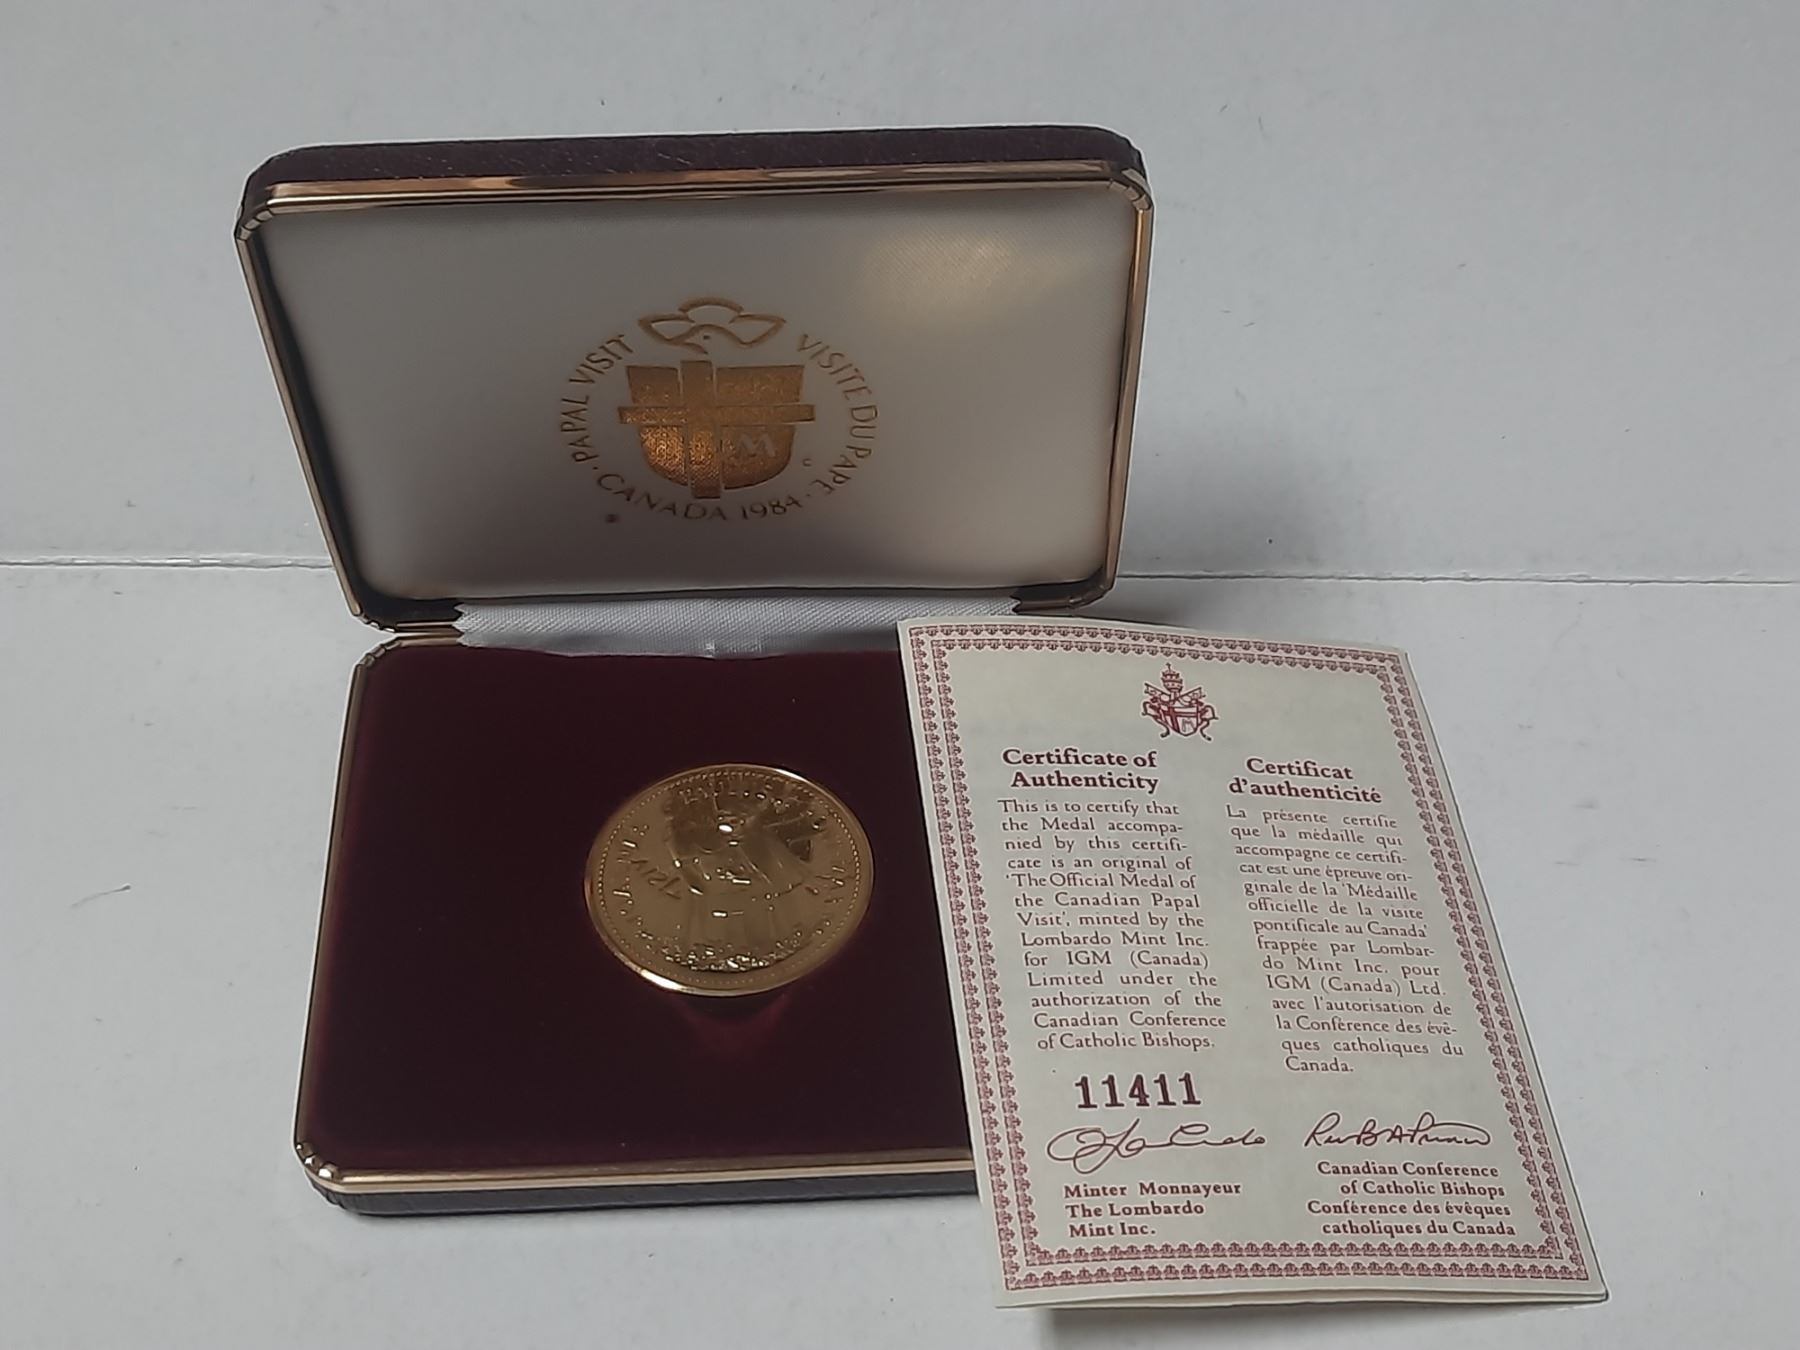 PAPAL VISIT · CANADA 1984 · VISITE DU PAPE
M
C
Certificate of
Authenticity
This is to certify that
the Medal accompa-
nied by this certifi-
cate is an original of
'The Official Medal of
the Canadian Papal
Visit', minted by the
Lombardo Mint Inc.
for IGM (Canada)
Limited under the
authorization of the
Canadian Conference
of Catholic Bishops.
11411
Minter Monnayeur
The Lombardo
Mint Inc.
Certificat
d'authenticité
La présente certifie
que la médaille qui
accompagne ce certifi-
cat est une épreuve ori-
ginale de la 'Médaille
officielle de la visite
pontificale au Canada'
frappée par Lombar-
do Mint Inc. pour
IGM (Canada) Ltd.
avec l'autorisation de
la Conférence des évê-
ques catholiques du
Canada.
Canadian Conference
of Catholic Bishops
Conférence des évêques
catholiques du Canada